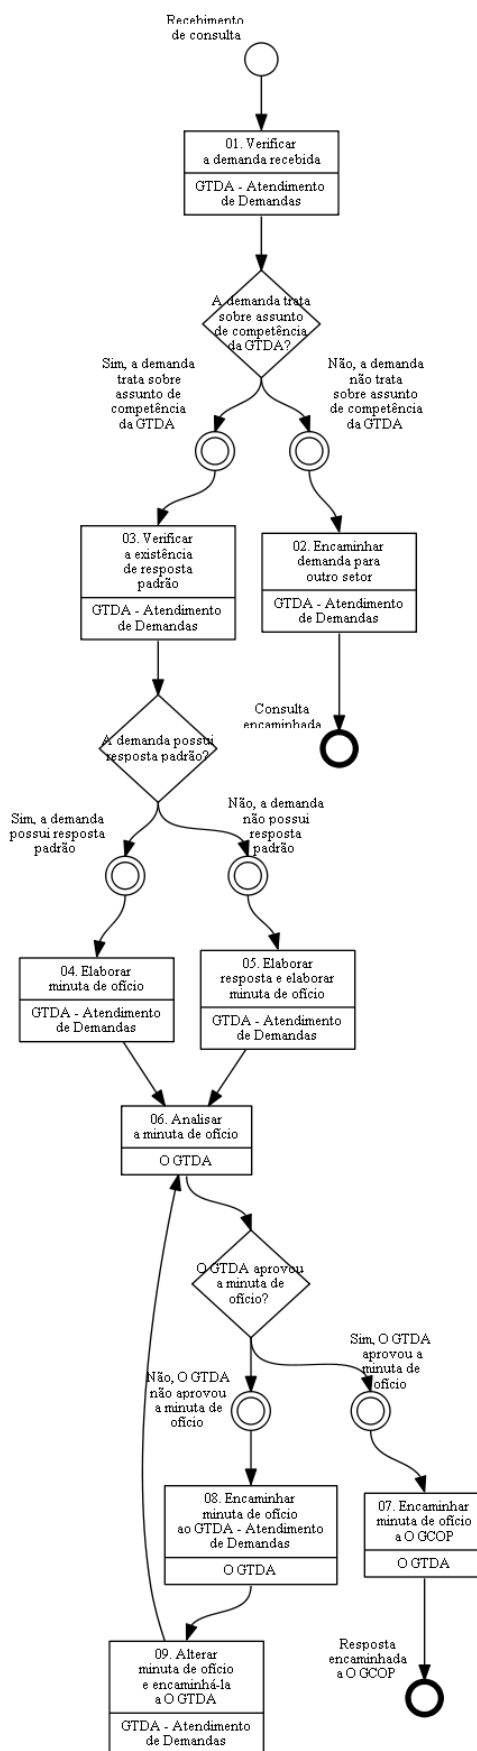 Recebimento
de consulta
01. Verificar
a demanda recebida
GTDA - Atendimento
de Demandas
A demanda trata
sobre assunto
de competência
da GTDA?
Sim, a demanda
trata sobre
assunto de
competência
da GTDA
Não, a demanda
não trata
sobre assunto
de competência
da GTDA
03. Verificar
a existência
de resposta
padrão
GTDA - Atendimento
de Demandas
02. Encaminhar
demanda para
outro setor
GTDA - Atendimento
de Demandas
Consulta
encaminhada
A demanda possui
resposta padrão?
Sim, a demanda
possui resposta
padrão
Não, a demanda
não possui
resposta
padrão
04. Elaborar
minuta de ofício
GTDA - Atendimento
de Demandas
05. Elaborar
resposta e elaborar
minuta de ofício
GTDA - Atendimento
de Demandas
06. Analisar
a minuta de ofício
O GTDA
O GTDA aprovou
a minuta de
ofício?
Não, O GTDA
não aprovou
a minuta de
ofício
Sim, O GTDA
aprovou a
minuta de
ofício
08. Encaminhar
minuta de ofício
ao GTDA - Atendimento
de Demandas
O GTDA
07. Encaminhar
minuta de ofício
a O GCOP
O GTDA
09. Alterar
minuta de ofício
e encaminhá-la
a O GTDA
GTDA - Atendimento
de Demandas
Resposta
encaminhada
a O GCOP